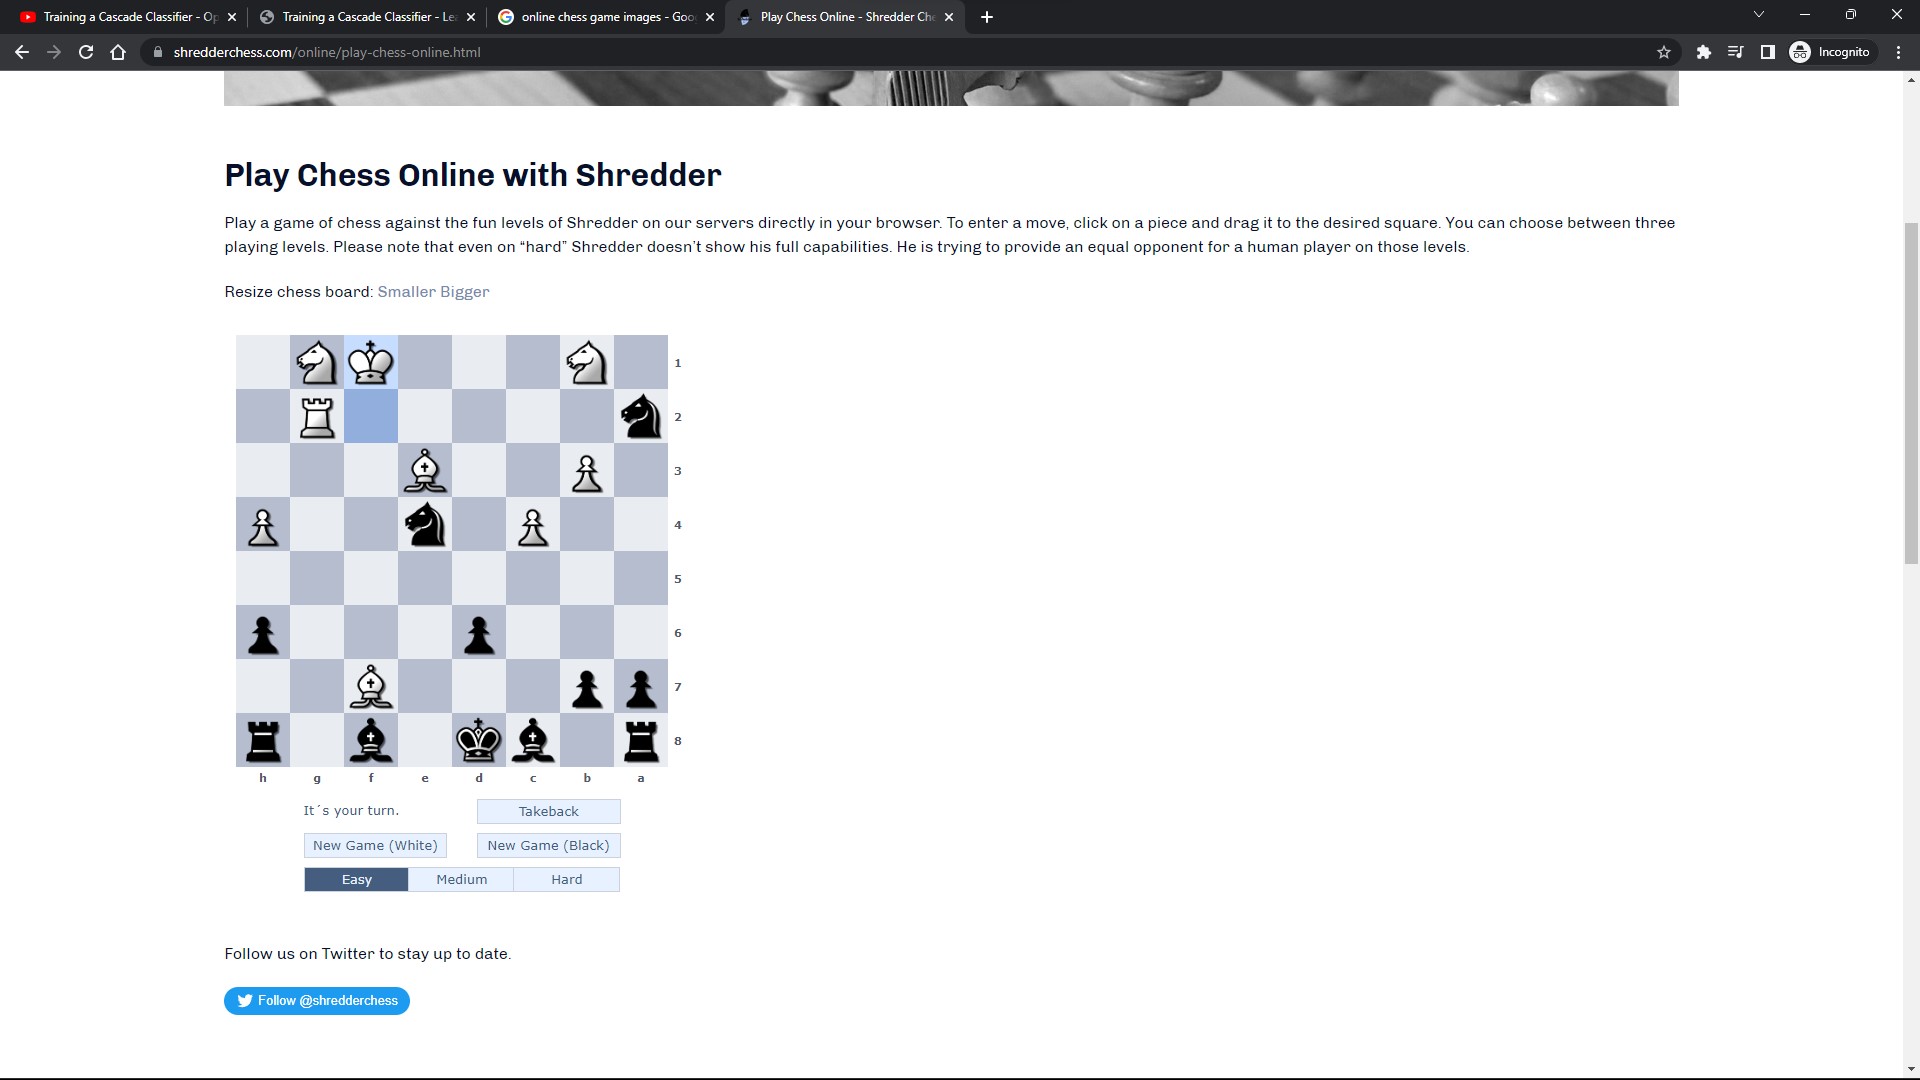 Training a Cascade Classifier - Op
Training a Cascade Classifier - Le
online chess game images - Goo
Play Chess Online - Shredder Che
shredderchess.com/online/play-chess-online.html
Incognito
Play Chess Online with Shredder
Play a game of chess against the fun levels of Shredder on our servers directly in your browser. To enter a move, click on a piece and drag it to the desired square. You can choose between three
playing levels. Please note that even on “hard” Shredder doesn’t show his full capabilities. He is trying to provide an equal opponent for a human player on those levels.
Resize chess board: Smaller Bigger
1
2
3
4
5
6
7
8
h g f e d c b a
It´s your turn. Takeback
New Game (White) New Game (Black)
Easy Medium Hard
Follow us on Twitter to stay up to date.
Follow @shredderchess